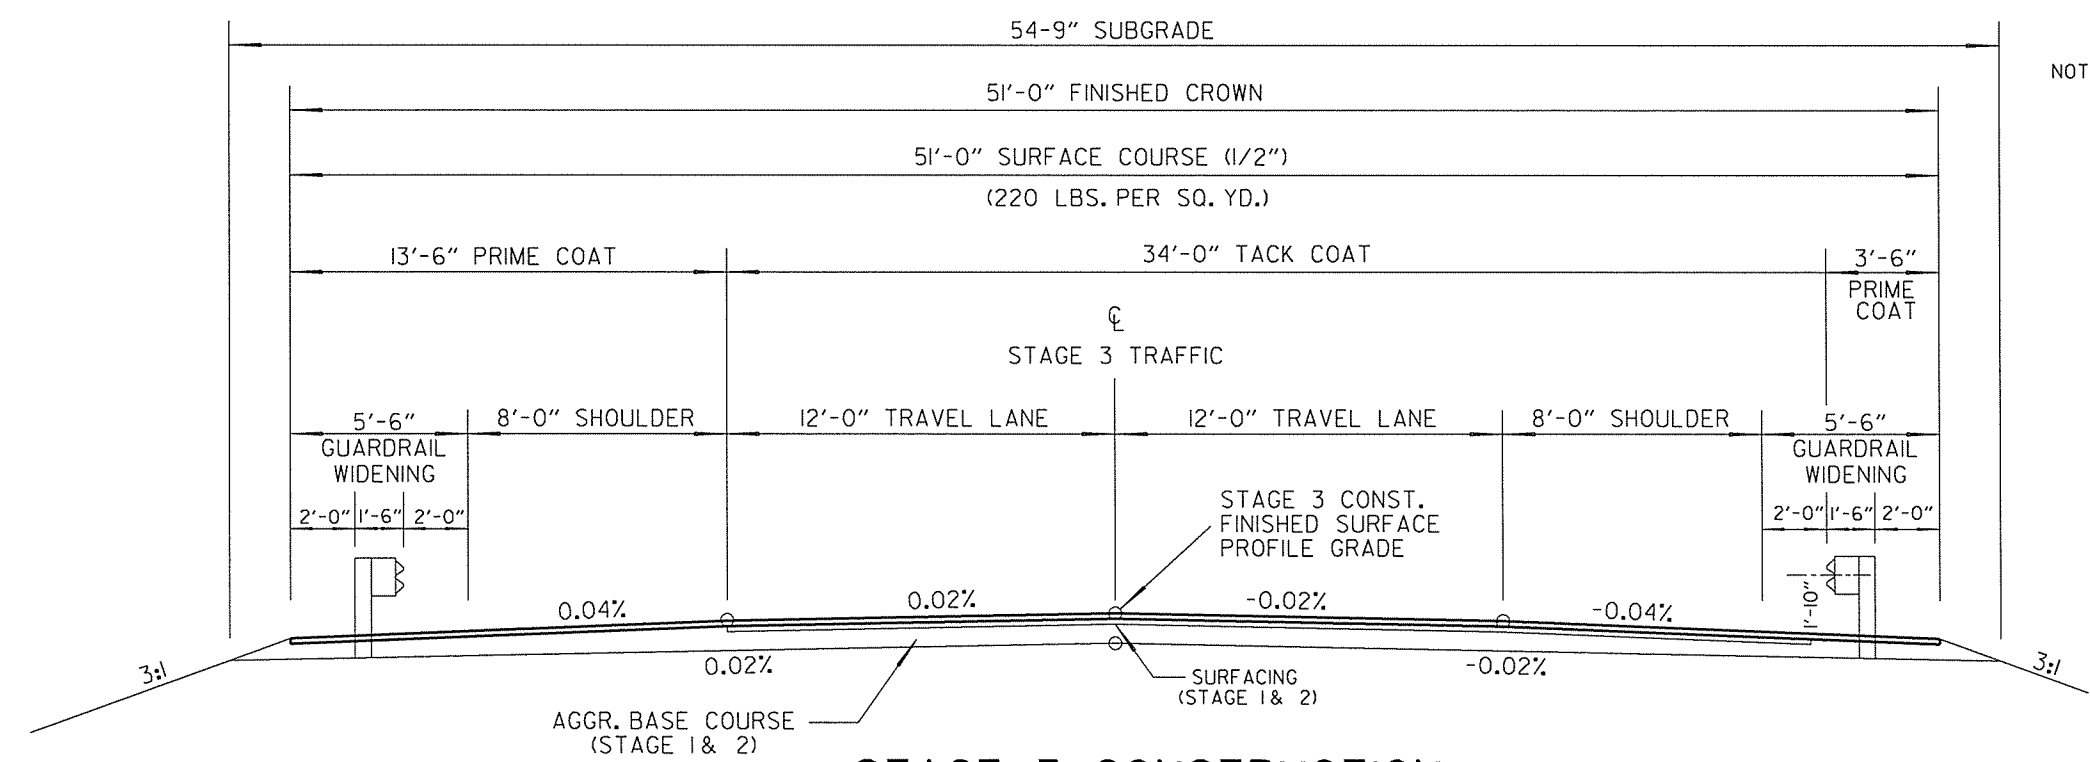 54-9" SUBGRADE
NOT
51'-0" FINISHED CROWN
51'-0" SURFACE COURSE (1/2")
(220 LBS. PER SQ. YD.)
13'-6" PRIME COAT
34'-0" TACK COAT
3'-6"
PRIME
COAT
℄
STAGE 3 TRAFFIC
5'-6"
GUARDRAIL
WIDENING
8'-0" SHOULDER
12'-0" TRAVEL LANE
12'-0" TRAVEL LANE
8'-0" SHOULDER
5'-6"
GUARDRAIL
WIDENING
2'-0"
1'-6"
2'-0"
STAGE 3 CONST.
FINISHED SURFACE
PROFILE GRADE
2'-0"
1'-6"
2'-0"
0.04%
0.02%
-0.02%
-0.04%
1'-10"
3:1
0.02%
-0.02%
3:1
SURFACING
(STAGE 1 & 2)
AGGR. BASE COURSE
(STAGE 1 & 2)